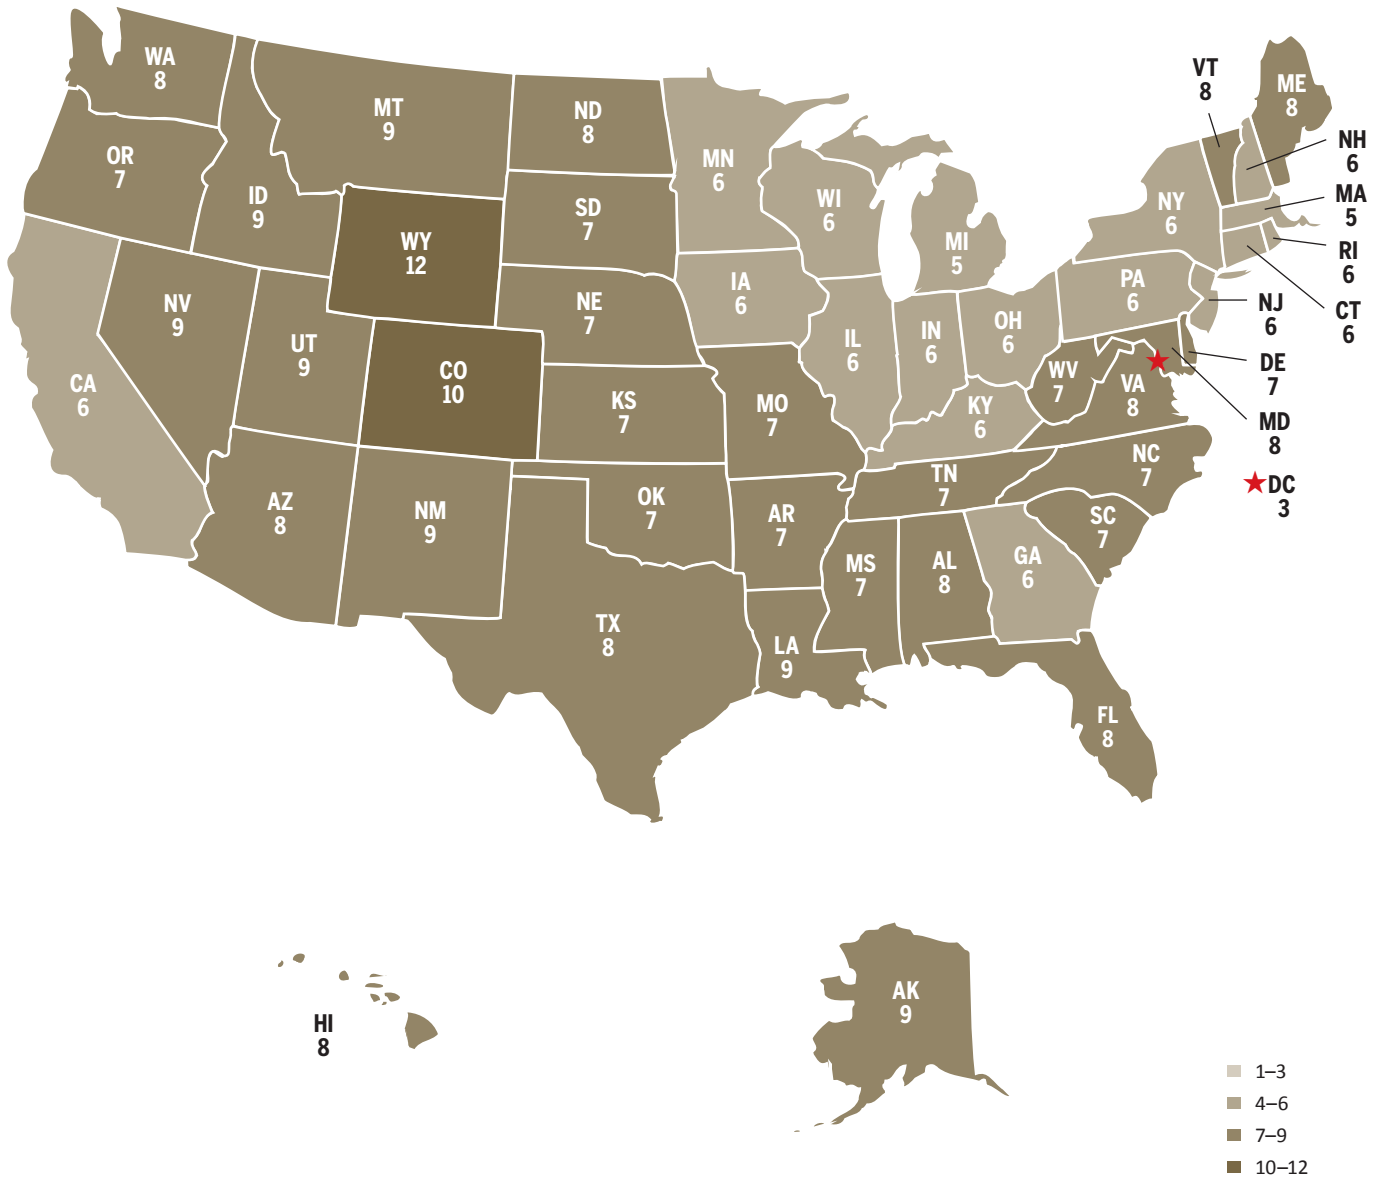 WA
8
OR
7
CA
6
ID
9
NV
9
MT
9
WY
12
UT
9
CO
10
AZ
8
NM
9
ND
8
SD
7
NE
7
KS
7
OK
7
TX
8
MN
6
IA
6
MO
7
AR
7
LA
9
WI
6
IL
6
MI
5
IN
6
OH
6
KY
6
TN
7
MS
7
AL
8
GA
6
FL
8
SC
7
NC
7
VA
8
WV
7
PA
6
NY
6
VT
8
ME
8
NH
6
MA
5
RI
6
CT
6
NJ
6
DE
7
MD
8
DC
3
HI
8
AK
9
1–3
4–6
7–9
10–12